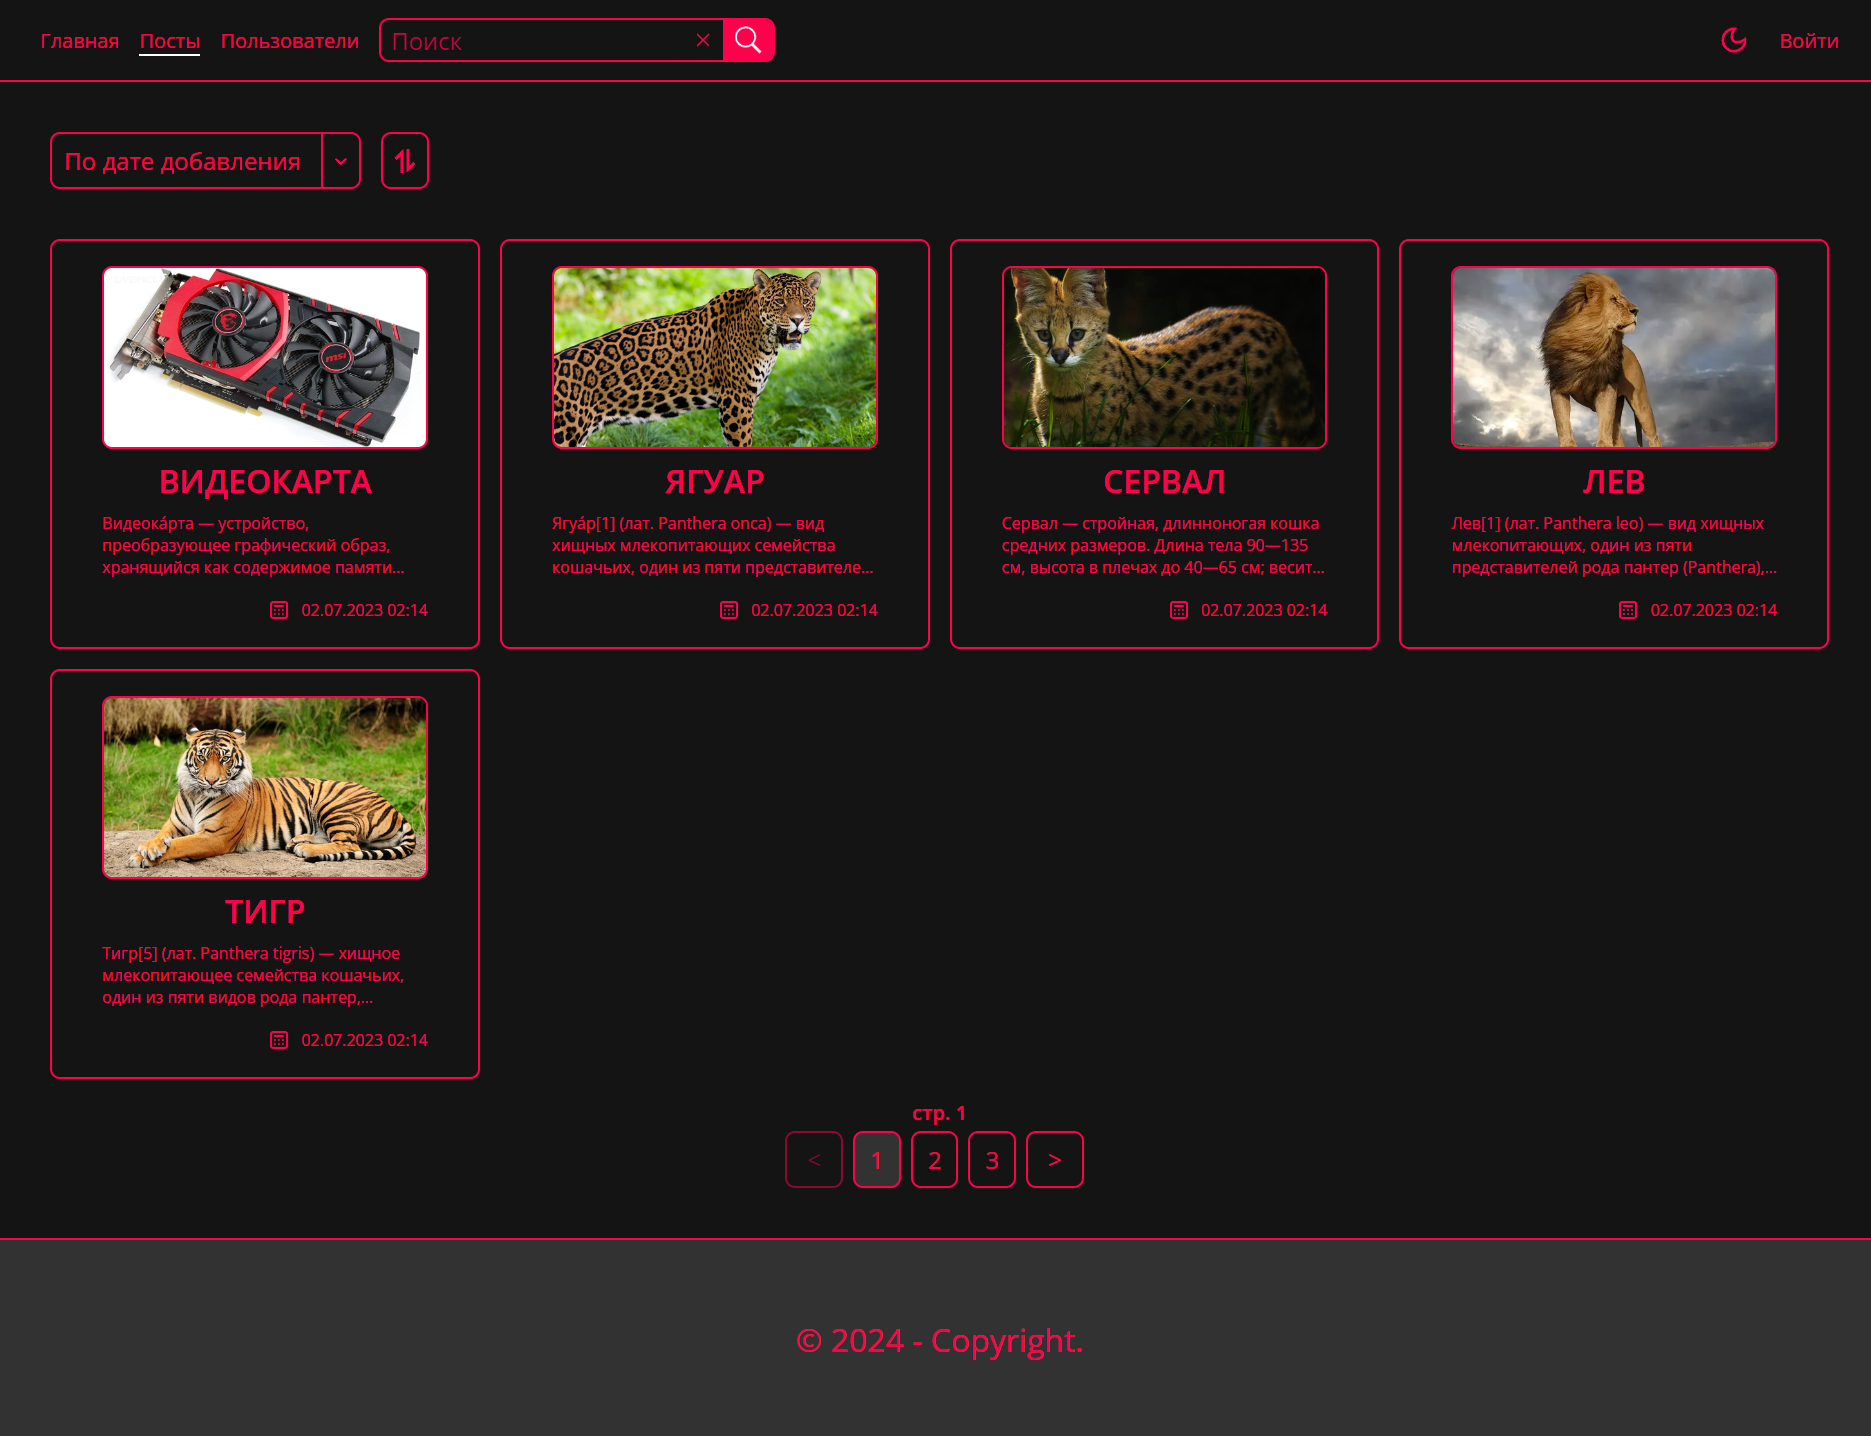 Главная Посты Пользователи Поиск Войти
По дате добавления
ВИДЕОКАРТА
Видеока́рта — устройство,
преобразующее графический образ,
хранящийся как содержимое памяти...
02.07.2023 02:14
ЯГУАР
Ягуа́р[1] (лат. Panthera onca) — вид
хищных млекопитающих семейства
кошачьих, один из пяти представителе...
02.07.2023 02:14
СЕРВАЛ
Сервал — стройная, длинноногая кошка
средних размеров. Длина тела 90—135
см, высота в плечах до 40—65 см; весит...
02.07.2023 02:14
ЛЕВ
Лев[1] (лат. Panthera leo) — вид хищных
млекопитающих, один из пяти
представителей рода пантер (Panthera),...
02.07.2023 02:14
ТИГР
Тигр[5] (лат. Panthera tigris) — хищное
млекопитающее семейства кошачьих,
один из пяти видов рода пантер,...
02.07.2023 02:14
стр. 1
< 1 2 3 >
© 2024 - Copyright.